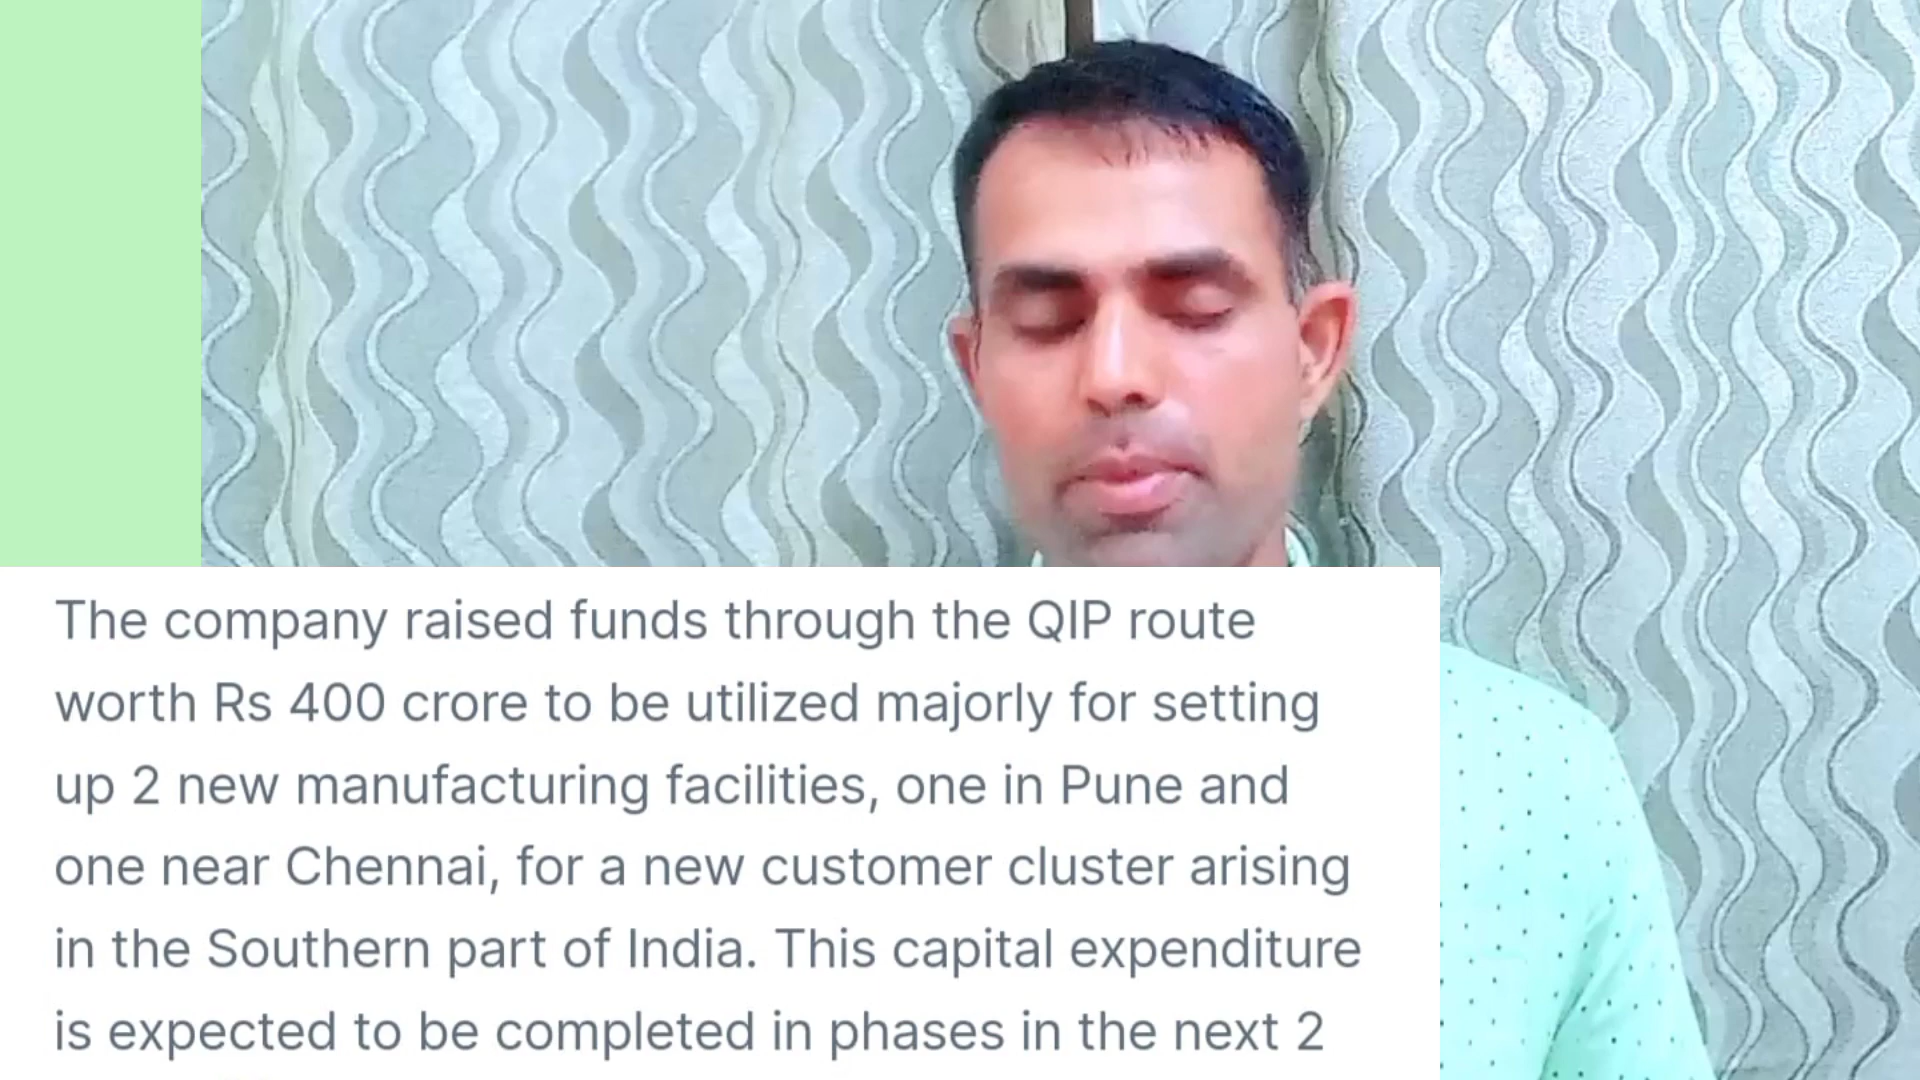 The company raised funds through the QIP route
worth Rs 400 crore to be utilized majorly for setting
up 2 new manufacturing facilities, one in Pune and
one near Chennai, for a new customer cluster arising
in the Southern part of India. This capital expenditure
is expected to be completed in phases in the next 2